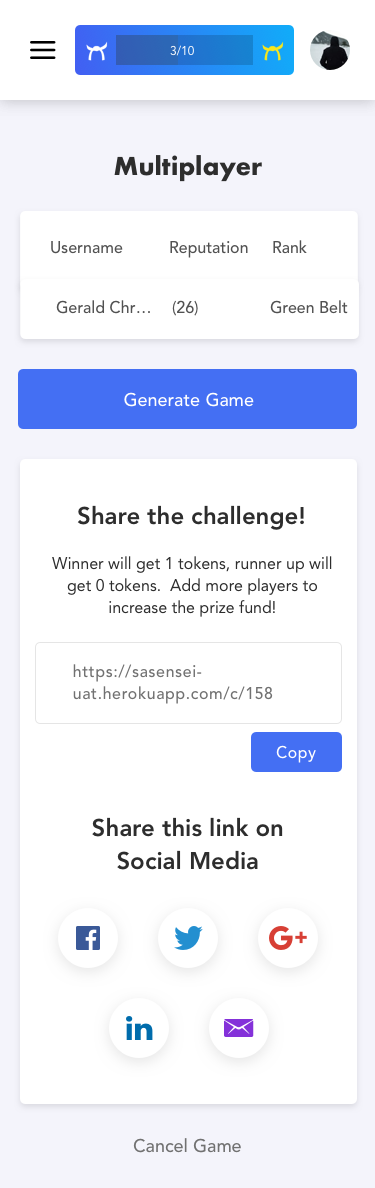 3/10
Multiplayer
Username Reputation Rank
Gerald Chr... (26) Green Belt
Generate Game
Share the challenge!
Winner will get 1 tokens, runner up will
get 0 tokens. Add more players to
increase the prize fund!
https://sasensei-
uat.herokuapp.com/c/158
Copy
Share this link on
Social Media
G+
in
Cancel Game